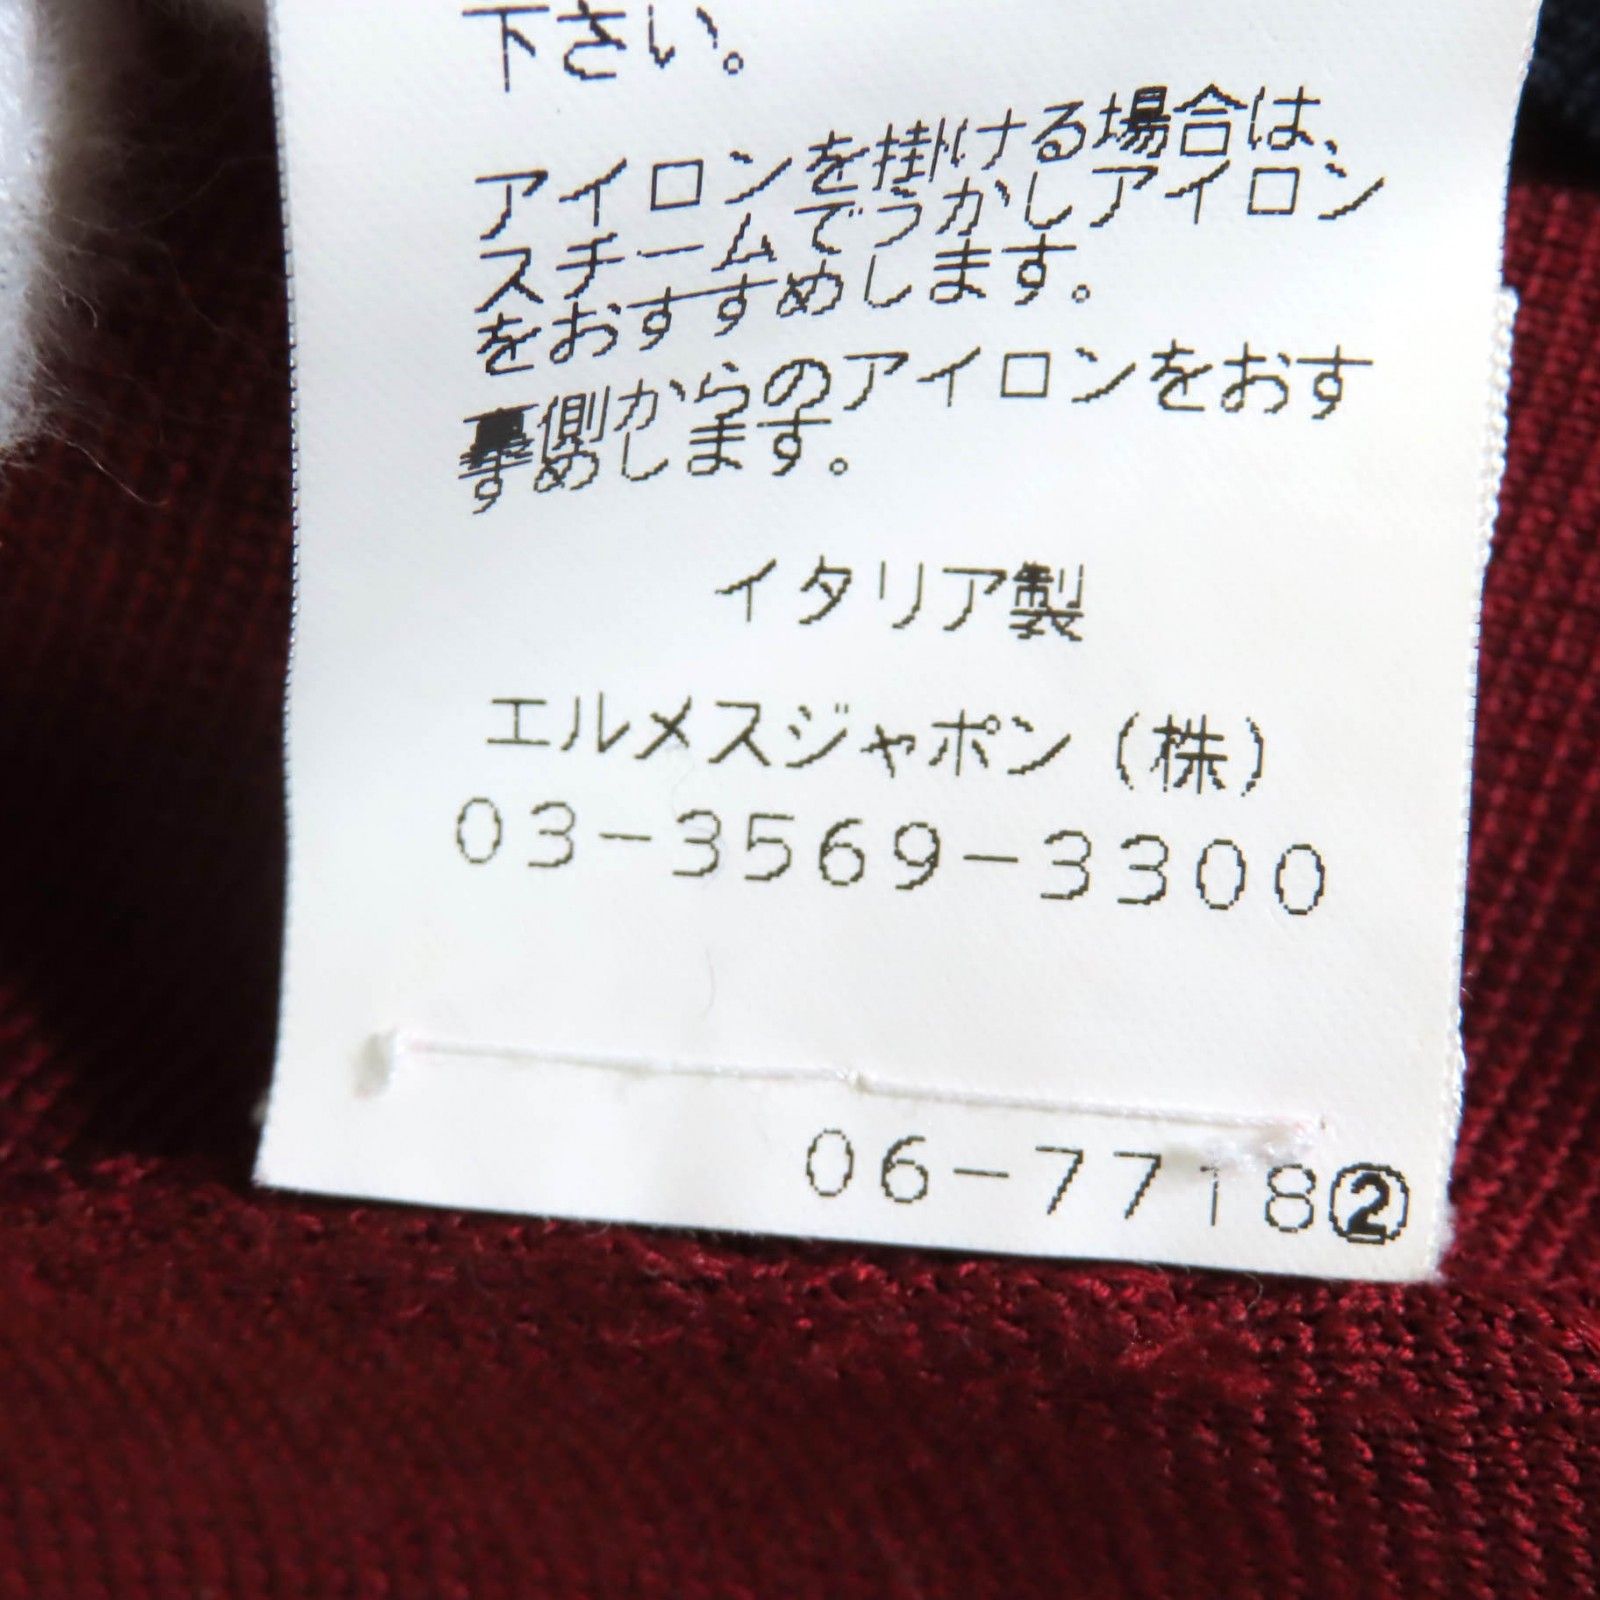 下さい。
アイロンを掛ける場合は、
スチームでうかしアイロン
をおすすめします。
裏側からのアイロンをおす
すめします。
イタリア製
エルメスジャポン(株)
03-3569-3300
06-7718②